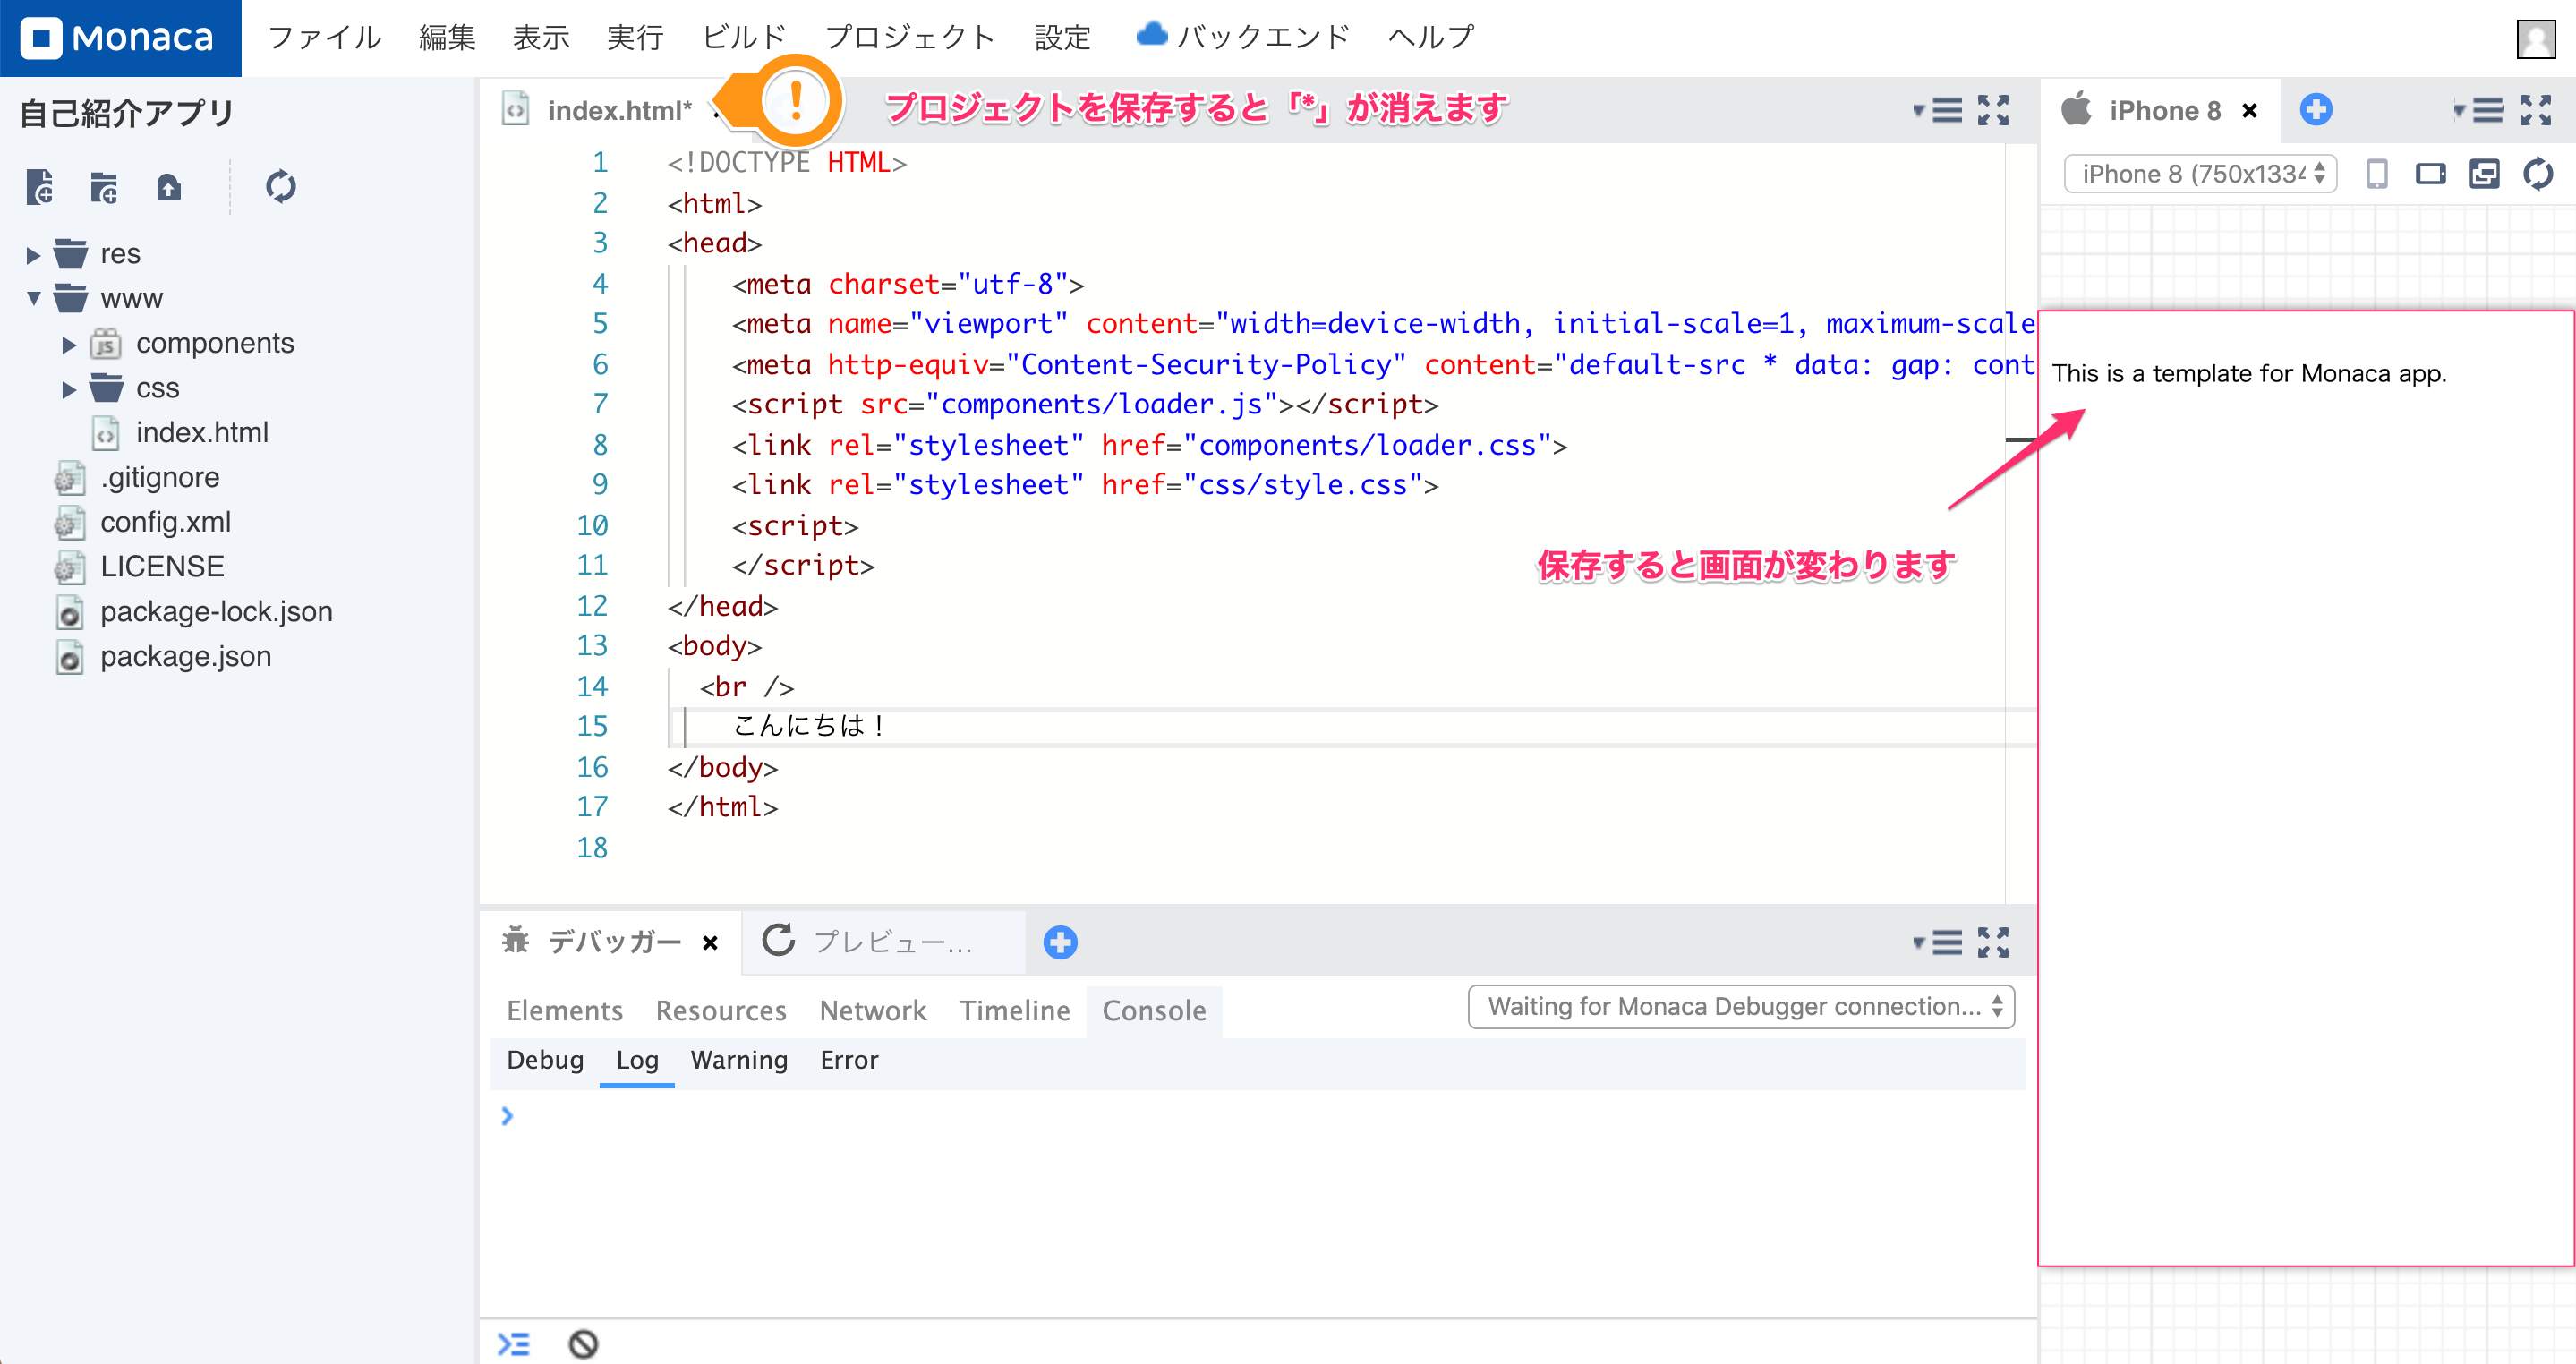 Monaca ファイル 編集 表示 実行 ビルド プロジェクト 設定 バックエンド ヘルプ
自己紹介アプリ
res
www
components
css
index.html
.gitignore
config.xml
LICENSE
package-lock.json
package.json
index.html*
! プロジェクトを保存すると「*」が消えます
1 <!DOCTYPE HTML>
2 <html>
3 <head>
4 <meta charset="utf-8">
5 <meta name="viewport" content="width=device-width, initial-scale=1, maximum-scale
6 <meta http-equiv="Content-Security-Policy" content="default-src * data: gap: cont
7 <script src="components/loader.js"></script>
8 <link rel="stylesheet" href="components/loader.css">
9 <link rel="stylesheet" href="css/style.css">
10 <script>
11 </script>
12 </head>
13 <body>
14 <br />
15 こんにちは！
16 </body>
17 </html>
18
保存すると画面が変わります
デバッガー プレビュー...
Elements Resources Network Timeline Console Waiting for Monaca Debugger connection...
Debug Log Warning Error
iPhone 8
iPhone 8 (750x1334
This is a template for Monaca app.